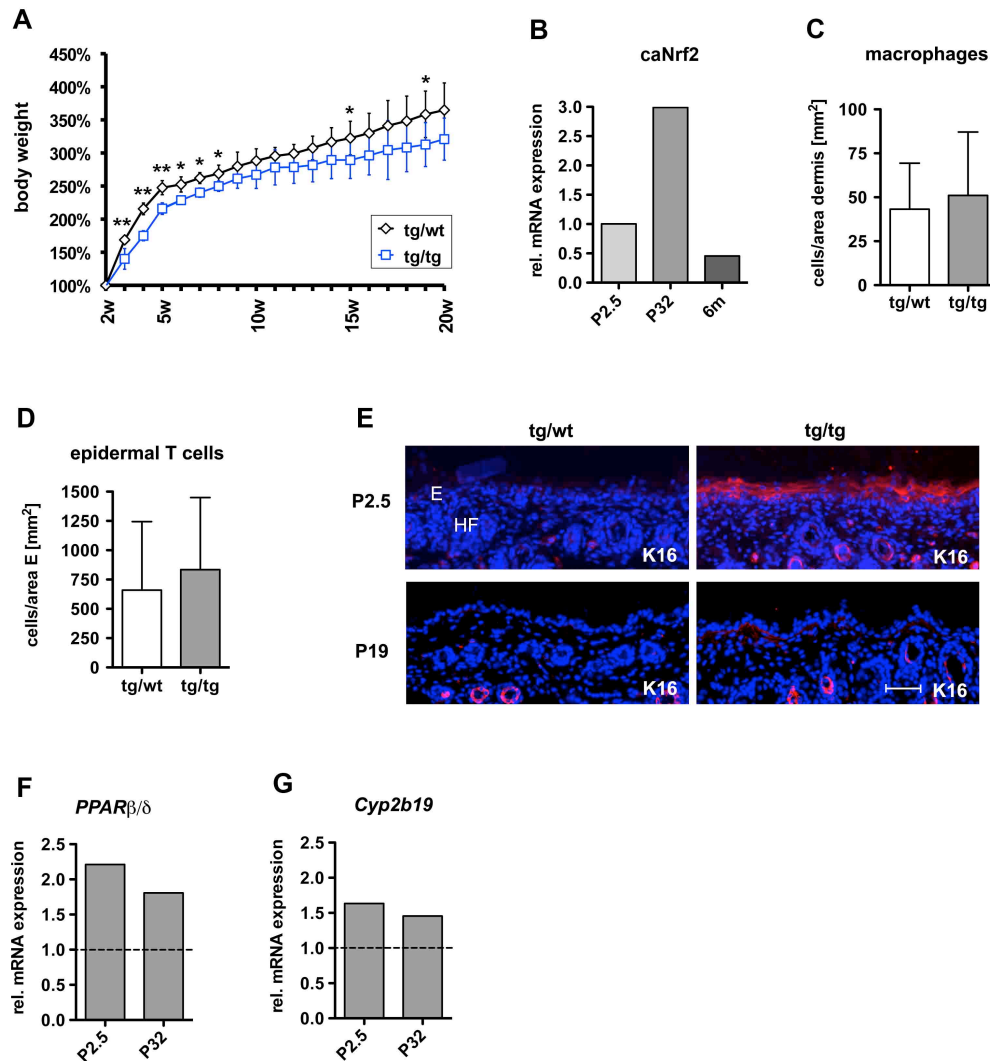 A
450%
400%
350%
300%
250%
200%
150%
100%
body weight
** ** ** * * * * *
tg/wt
tg/tg
2w 5w 10w 15w 20w
B
caNrf2
rel. mRNA expression
3.0
2.5
2.0
1.5
1.0
0.5
0.0
P2.5 P32 6m
C
macrophages
cells/area dermis [mm²]
100
75
50
25
0
tg/wt tg/tg
D
epidermal T cells
cells/area E [mm²]
1500
1250
1000
750
500
250
0
tg/wt tg/tg
E
tg/wt tg/tg
P2.5
E
HF
K16
K16
P19
K16
K16
F
PPARβ/δ
rel. mRNA expression
2.5
2.0
1.5
1.0
0.5
0.0
P2.5 P32
G
Cyp2b19
rel. mRNA expression
2.5
2.0
1.5
1.0
0.5
0.0
P2.5 P32